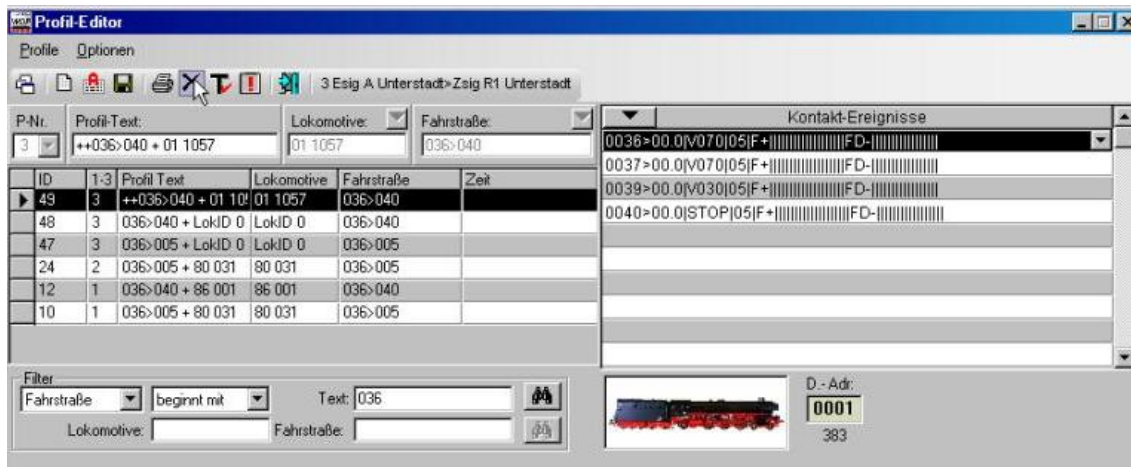 Profil-Editor
Profile Optionen
3 Esig A Unterstadt>Zsig R1 Unterstadt
P-Nr. Profil-Text: Lokomotive: Fahrstraße:
3 ++036>040 + 01 1057 01 1057 036>040
ID 1-3 Profil Text Lokomotive Fahrstraße Zeit
49 3 ++036>040 + 01 10 01 1057 036>040
48 3 036>040 + LokID 0 LokID 0 036>040
47 3 036>005 + LokID 0 LokID 0 036>005
24 2 036>005 + 80 031 80 031 036>005
12 1 036>040 + 86 001 86 001 036>040
10 1 036>005 + 80 031 80 031 036>005
Kontakt-Ereignisse
0036>00.0|V070|05|F+||||||||||||||||||FD-||||||||||||||||
0037>00.0|V070|05|F+||||||||||||||||||FD-||||||||||||||||
0039>00.0|V030|05|F+||||||||||||||||||FD-||||||||||||||||
0040>00.0|STOP|05|F+||||||||||||||||||FD-||||||||||||||||
Filter
Fahrstraße beginnt mit Text: 036
Lokomotive: Fahrstraße:
D.- Adr:
0001
383